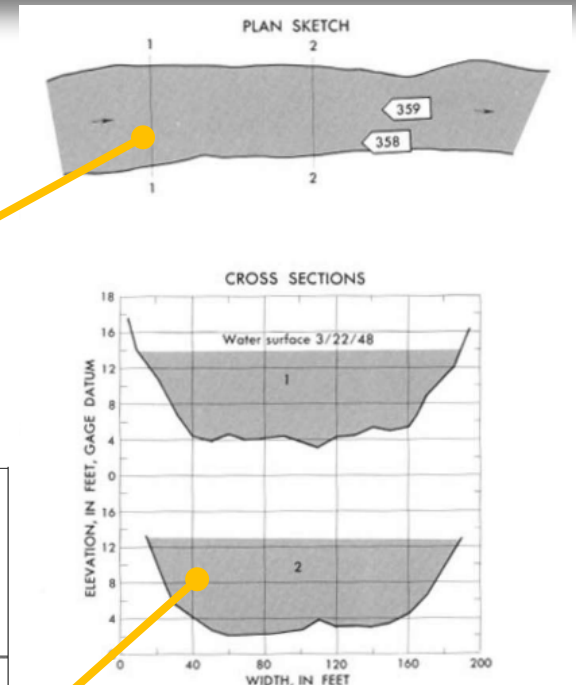 PLAN SKETCH
1 2
359
358
1 2
CROSS SECTIONS
18
16
Water surface 3/22/48
12
1
8
4
0
ELEVATION, IN FEET, GAGE DATUM
12
2
8
4
0 40 80 120 160 200
WIDTH, IN FEET